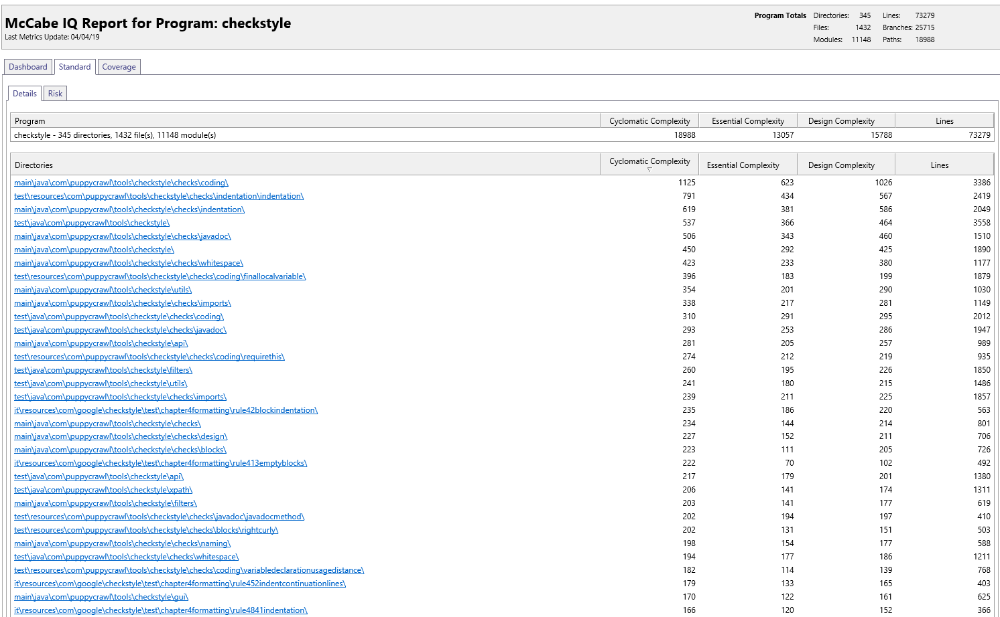 McCabe IQ Report for Program: checkstyle
Last Metrics Update: 04/04/19
Program Totals Directories: 345 Lines: 73279
Files: 1432 Branches: 25715
Modules: 11148 Paths: 18988
Dashboard Standard Coverage
Details Risk
Program Cyclomatic Complexity Essential Complexity Design Complexity Lines
checkstyle - 345 directories, 1432 file(s), 11148 module(s) 18988 13057 15788 73279
Directories Cyclomatic Complexity Essential Complexity Design Complexity Lines
main\java\com\puppycrawl\tools\checkstyle\checks\coding\ 1125 623 1026 3386
test\resources\com\puppycrawl\tools\checkstyle\checks\indentation\indentation\ 791 434 567 2419
main\java\com\puppycrawl\tools\checkstyle\checks\indentation\ 619 381 586 2049
test\java\com\puppycrawl\tools\checkstyle\ 537 366 464 3558
main\java\com\puppycrawl\tools\checkstyle\checks\javadoc\ 506 343 460 1510
main\java\com\puppycrawl\tools\checkstyle\ 450 292 425 1890
main\java\com\puppycrawl\tools\checkstyle\checks\whitespace\ 423 233 380 1177
test\resources\com\puppycrawl\tools\checkstyle\checks\coding\finallocalvariable\ 396 183 199 1879
main\java\com\puppycrawl\tools\checkstyle\utils\ 354 201 290 1030
main\java\com\puppycrawl\tools\checkstyle\checks\imports\ 338 217 281 1149
test\java\com\puppycrawl\tools\checkstyle\checks\coding\ 310 291 295 2012
test\java\com\puppycrawl\tools\checkstyle\checks\javadoc\ 293 253 286 1947
main\java\com\puppycrawl\tools\checkstyle\api\ 281 205 257 989
test\resources\com\puppycrawl\tools\checkstyle\checks\coding\requirethis\ 274 212 219 935
test\java\com\puppycrawl\tools\checkstyle\filters\ 260 195 226 1850
test\java\com\puppycrawl\tools\checkstyle\utils\ 241 180 215 1486
test\java\com\puppycrawl\tools\checkstyle\checks\imports\ 239 211 225 1857
it\resources\com\google\checkstyle\test\chapter4formatting\rule42blockindentation\ 235 186 220 563
main\java\com\puppycrawl\tools\checkstyle\checks\ 234 144 214 801
main\java\com\puppycrawl\tools\checkstyle\checks\design\ 227 152 211 706
main\java\com\puppycrawl\tools\checkstyle\checks\blocks\ 223 111 205 726
it\resources\com\google\checkstyle\test\chapter4formatting\rule413emptyblocks\ 222 70 102 492
test\java\com\puppycrawl\tools\checkstyle\api\ 217 179 201 1380
test\java\com\puppycrawl\tools\checkstyle\xpath\ 206 141 174 1311
main\java\com\puppycrawl\tools\checkstyle\filters\ 203 141 177 619
test\resources\com\puppycrawl\tools\checkstyle\checks\javadoc\javadocmethod\ 202 194 197 410
test\resources\com\puppycrawl\tools\checkstyle\checks\blocks\rightcurly\ 202 131 151 503
main\java\com\puppycrawl\tools\checkstyle\checks\naming\ 198 154 177 588
test\java\com\puppycrawl\tools\checkstyle\checks\whitespace\ 194 177 186 1211
test\resources\com\puppycrawl\tools\checkstyle\checks\coding\variabledeclarationusagedistance\ 182 114 139 768
it\resources\com\google\checkstyle\test\chapter4formatting\rule452indentcontinuationlines\ 179 133 165 403
main\java\com\puppycrawl\tools\checkstyle\gui\ 170 122 161 625
it\resources\com\google\checkstyle\test\chapter4formatting\rule4841indentation\ 166 120 152 366